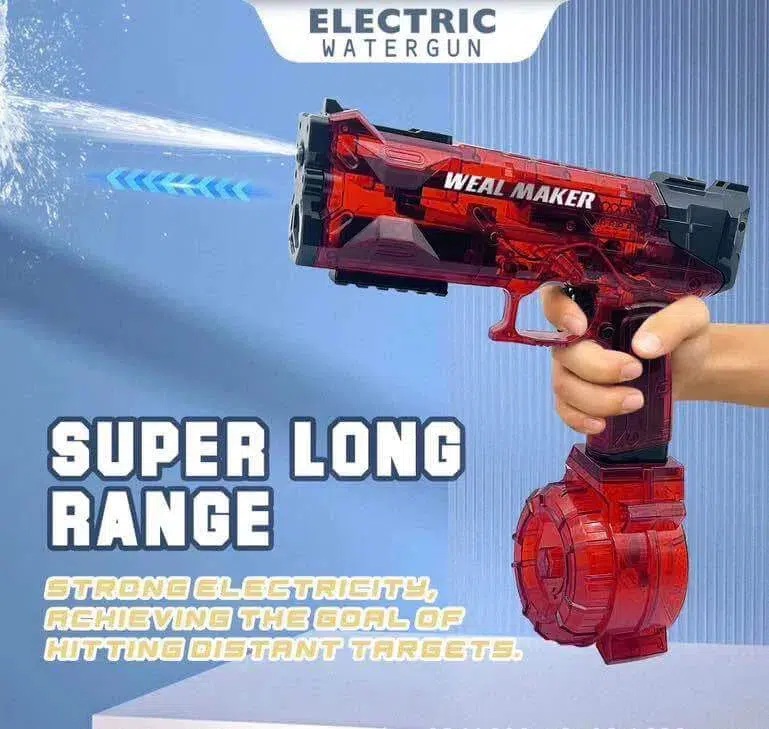 ELECTRIC
WATERGUN
WEAL MAKER
SUPER LONG
RANGE
STRONG ELECTRICITY,
ACHIEVING THE GOAL OF
HITTING DISTANT TARGETS.